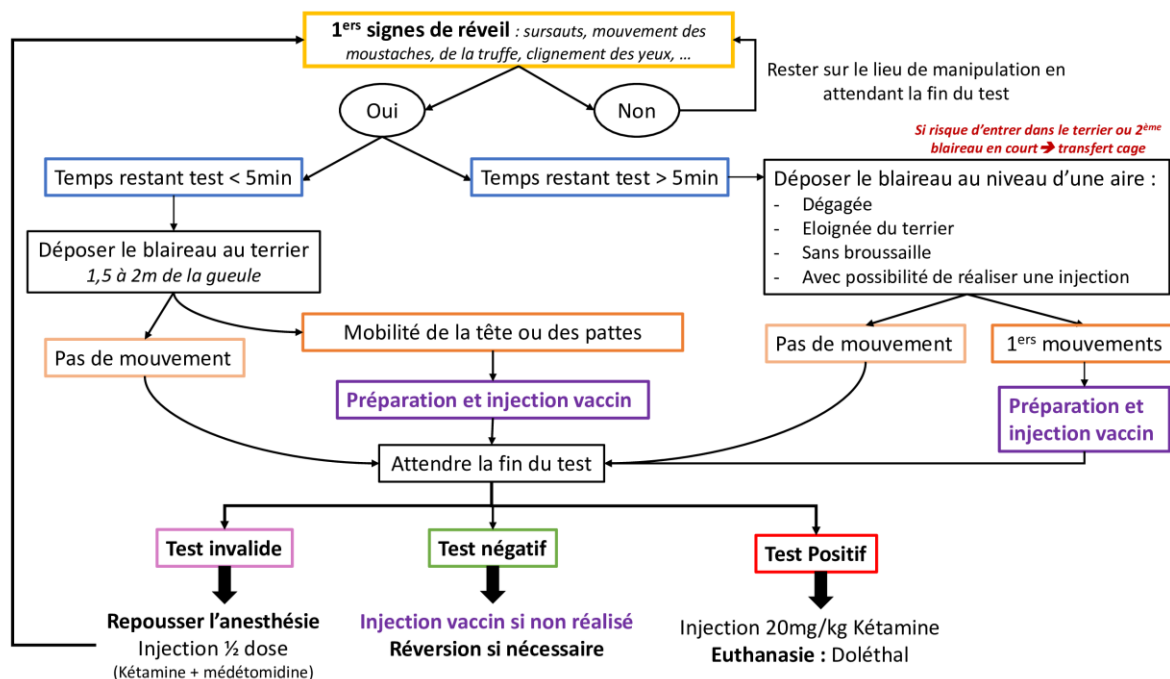 1ers signes de réveil : sursauts, mouvement des
moustaches, de la truffe, clignement des yeux, …
Rester sur le lieu de manipulation en
attendant la fin du test
Oui
Non
Si risque d’entrer dans le terrier ou 2ème
blaireau en court ➔ transfert cage
Temps restant test < 5min
Temps restant test > 5min
Déposer le blaireau au niveau d’une aire :
- Dégagée
- Eloignée du terrier
- Sans broussaille
- Avec possibilité de réaliser une injection
Déposer le blaireau au terrier
1,5 à 2m de la gueule
Mobilité de la tête ou des pattes
Pas de mouvement
Pas de mouvement
1ers mouvements
Préparation et injection vaccin
Préparation et
injection vaccin
Attendre la fin du test
Test invalide
Test négatif
Test Positif
Repousser l’anesthésie
Injection ½ dose
(Kétamine + médétomidine)
Injection vaccin si non réalisé
Réversion si nécessaire
Injection 20mg/kg Kétamine
Euthanasie : Doléthal